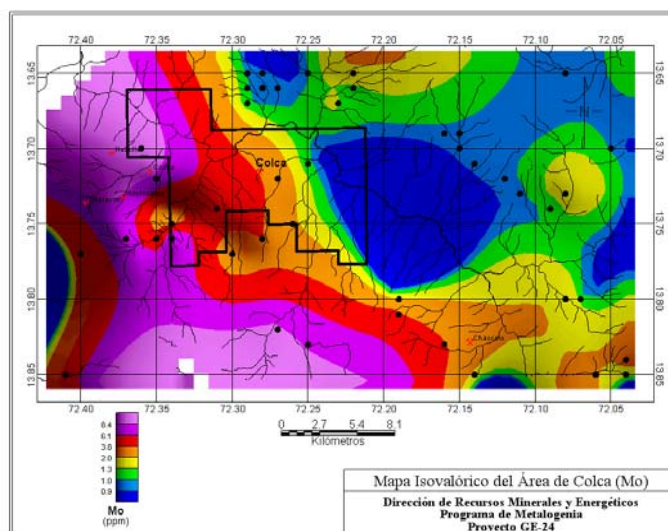 72.40 72.35 72.30 72.25 72.20 72.15 72.10 72.05
13.65 13.65
13.70 13.70
Colca
13.75 13.75
13.80 13.80
13.85 13.85
72.40 72.35 72.30 72.25 72.20 72.15 72.10 72.05
N
0 2.7 5.4 8.1
Kilómetros
8.4
6.1
3.8
2.0
1.3
1.0
0.9
Mo
(ppm)
Mapa Isovalórico del Área de Colca (Mo)
Dirección de Recursos Minerales y Energéticos
Programa de Metalogenia
Proyecto GE-24